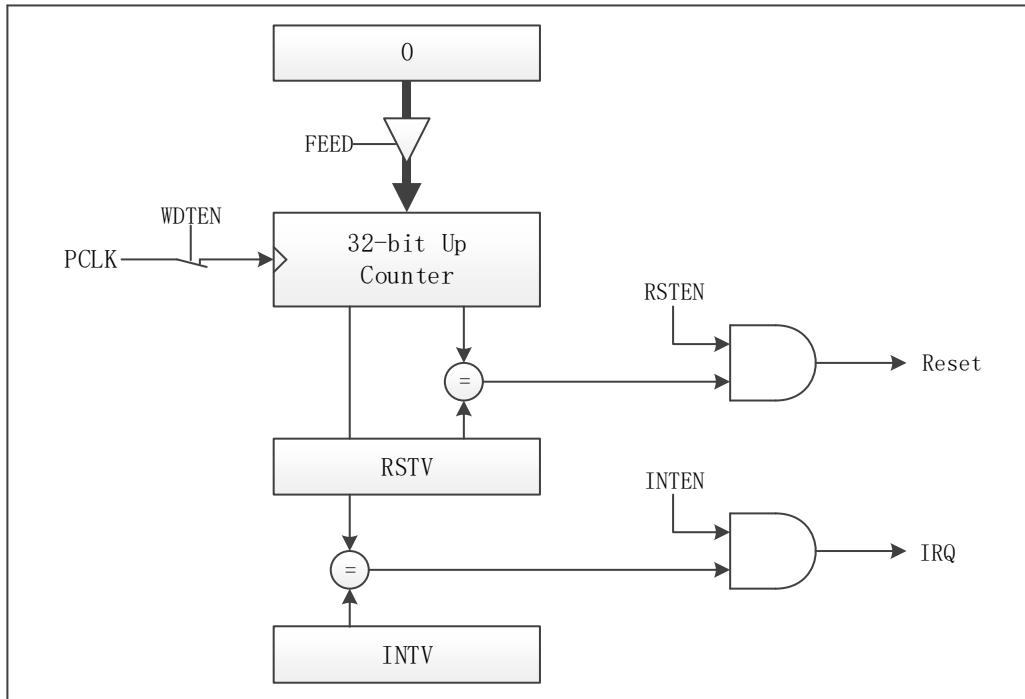 0
FEED
WDTEN
PCLK
32-bit Up
Counter
RSTEN
=
Reset
RSTV
INTEN
=
IRQ
INTV